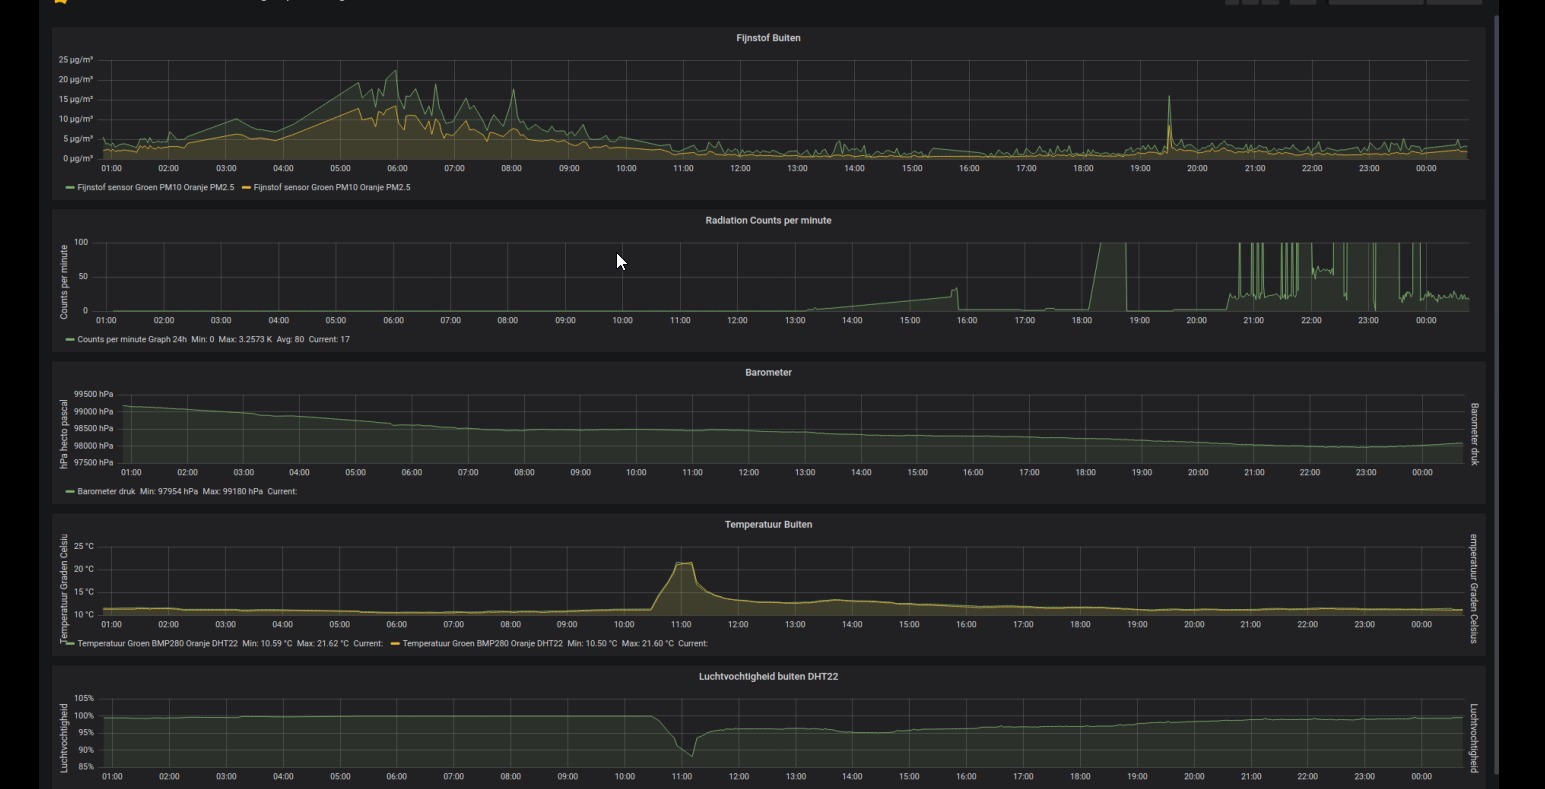 Fijnstof Buiten
25 µg/m³
20 µg/m³
15 µg/m³
10 µg/m³
5 µg/m³
0 µg/m³
01:00 02:00 03:00 04:00 05:00 06:00 07:00 08:00 09:00 10:00 11:00 12:00 13:00 14:00 15:00 16:00 17:00 18:00 19:00 20:00 21:00 22:00 23:00 00:00
Fijnstof sensor Groen PM10 Oranje PM2.5 Fijnstof sensor Groen PM10 Oranje PM2.5
Radiation Counts per minute
Counts per minute
100
50
0
01:00 02:00 03:00 04:00 05:00 06:00 07:00 08:00 09:00 10:00 11:00 12:00 13:00 14:00 15:00 16:00 17:00 18:00 19:00 20:00 21:00 22:00 23:00 00:00
Counts per minute Graph 24h Min: 0 Max: 3.2573 K Avg: 80 Current: 17
Barometer
hPa hecto pascal
99500 hPa
99000 hPa
98500 hPa
98000 hPa
97500 hPa
Barometer druk
01:00 02:00 03:00 04:00 05:00 06:00 07:00 08:00 09:00 10:00 11:00 12:00 13:00 14:00 15:00 16:00 17:00 18:00 19:00 20:00 21:00 22:00 23:00 00:00
Barometer druk Min: 97954 hPa Max: 99180 hPa Current:
Temperatuur Buiten
Temperatuur Graden Celsiu
25 °C
20 °C
15 °C
10 °C
emperatuur Graden Celsius
01:00 02:00 03:00 04:00 05:00 06:00 07:00 08:00 09:00 10:00 11:00 12:00 13:00 14:00 15:00 16:00 17:00 18:00 19:00 20:00 21:00 22:00 23:00 00:00
Temperatuur Groen BMP280 Oranje DHT22 Min: 10.59 °C Max: 21.62 °C Current: Temperatuur Groen BMP280 Oranje DHT22 Min: 10.50 °C Max: 21.60 °C Current:
Luchtvochtigheid buiten DHT22
Luchtvochtigheid
105%
100%
95%
90%
85%
Luchtvochtigheid
01:00 02:00 03:00 04:00 05:00 06:00 07:00 08:00 09:00 10:00 11:00 12:00 13:00 14:00 15:00 16:00 17:00 18:00 19:00 20:00 21:00 22:00 23:00 00:00